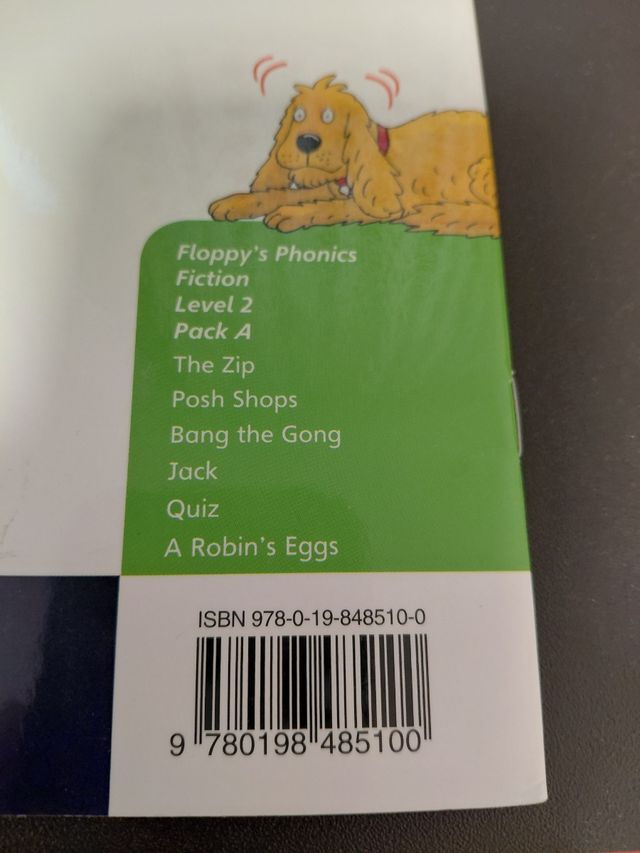 Floppy's Phonics
Fiction
Level 2
Pack A
The Zip
Posh Shops
Bang the Gong
Jack
Quiz
A Robin's Eggs
ISBN 978-0-19-848510-0
9 780198 485100